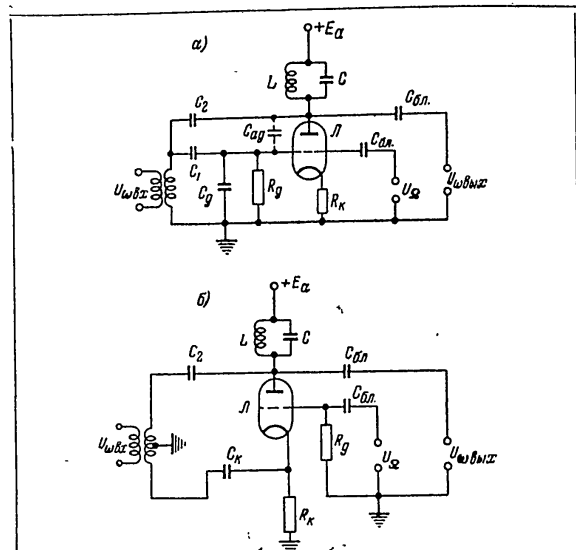 а)
+Eа
L
C
C₂
Cбл.
Cag
Л
Cбл.
C₁
Uωвх
Cg
Rg
Rк
UΩ
Uωвых
б)
+Eа
L
C
C₂
Cбл
Cбл.
Л
Uωвх
Rg
UΩ
Uωвых
Cк
Rк